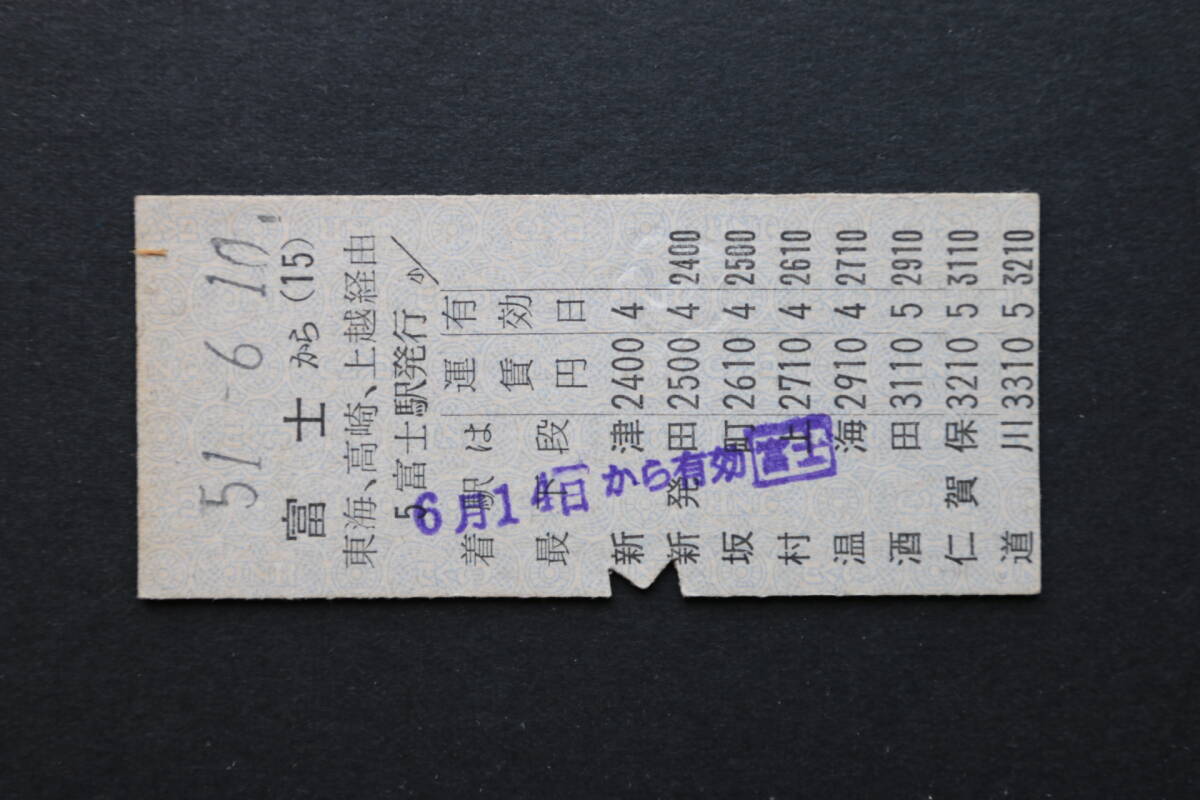 51.-6.10
富士から(15)
東海、高崎、上越経由
5 富士駅発行 小
着駅は 運 有
賃 効
最下段 円 日
新津 2400 4
新発田 2500 4 2400
坂町 2610 4 2500
村上 2710 4 2610
温海 2910 4 2710
酒田 3110 5 2910
仁賀保 3210 5 3110
道川 3310 5 3210
6月14日から有効 富士